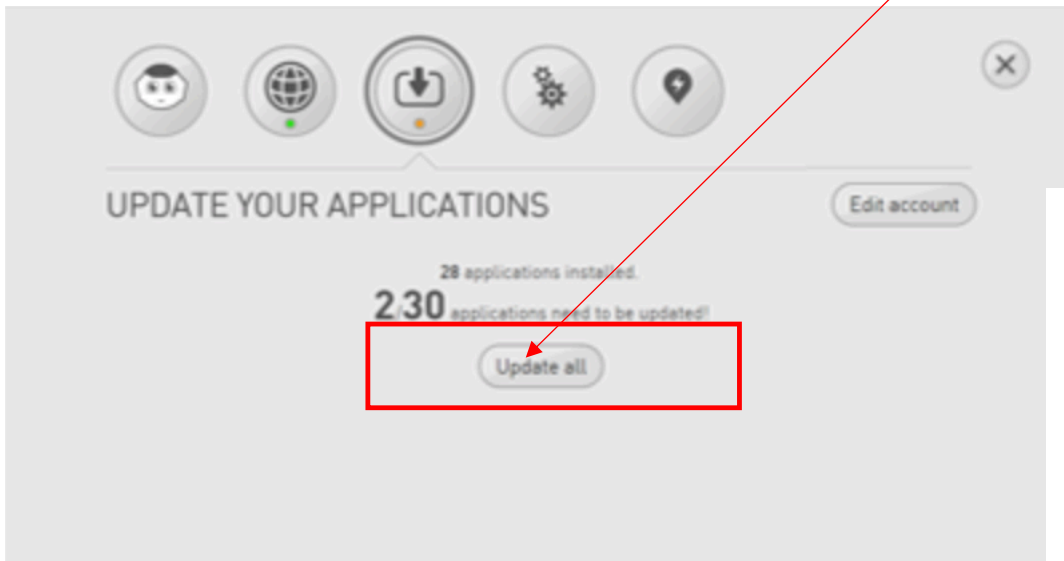 UPDATE YOUR APPLICATIONS
Edit account
28 applications installed.
2/30 applications need to be updated!
Update all